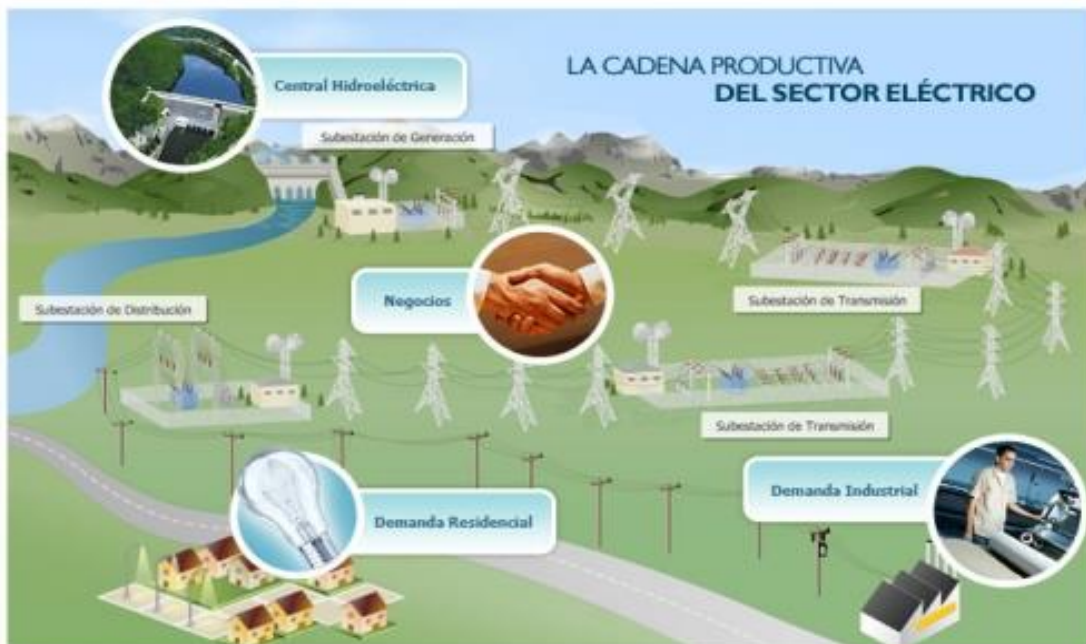 LA CADENA PRODUCTIVA
DEL SECTOR ELÉCTRICO
Central Hidroeléctrica
Subestación de Generación
Negocios
Subestación de Transmisión
Subestación de Distribución
Subestación de Transmisión
Demanda Industrial
Demanda Residencial